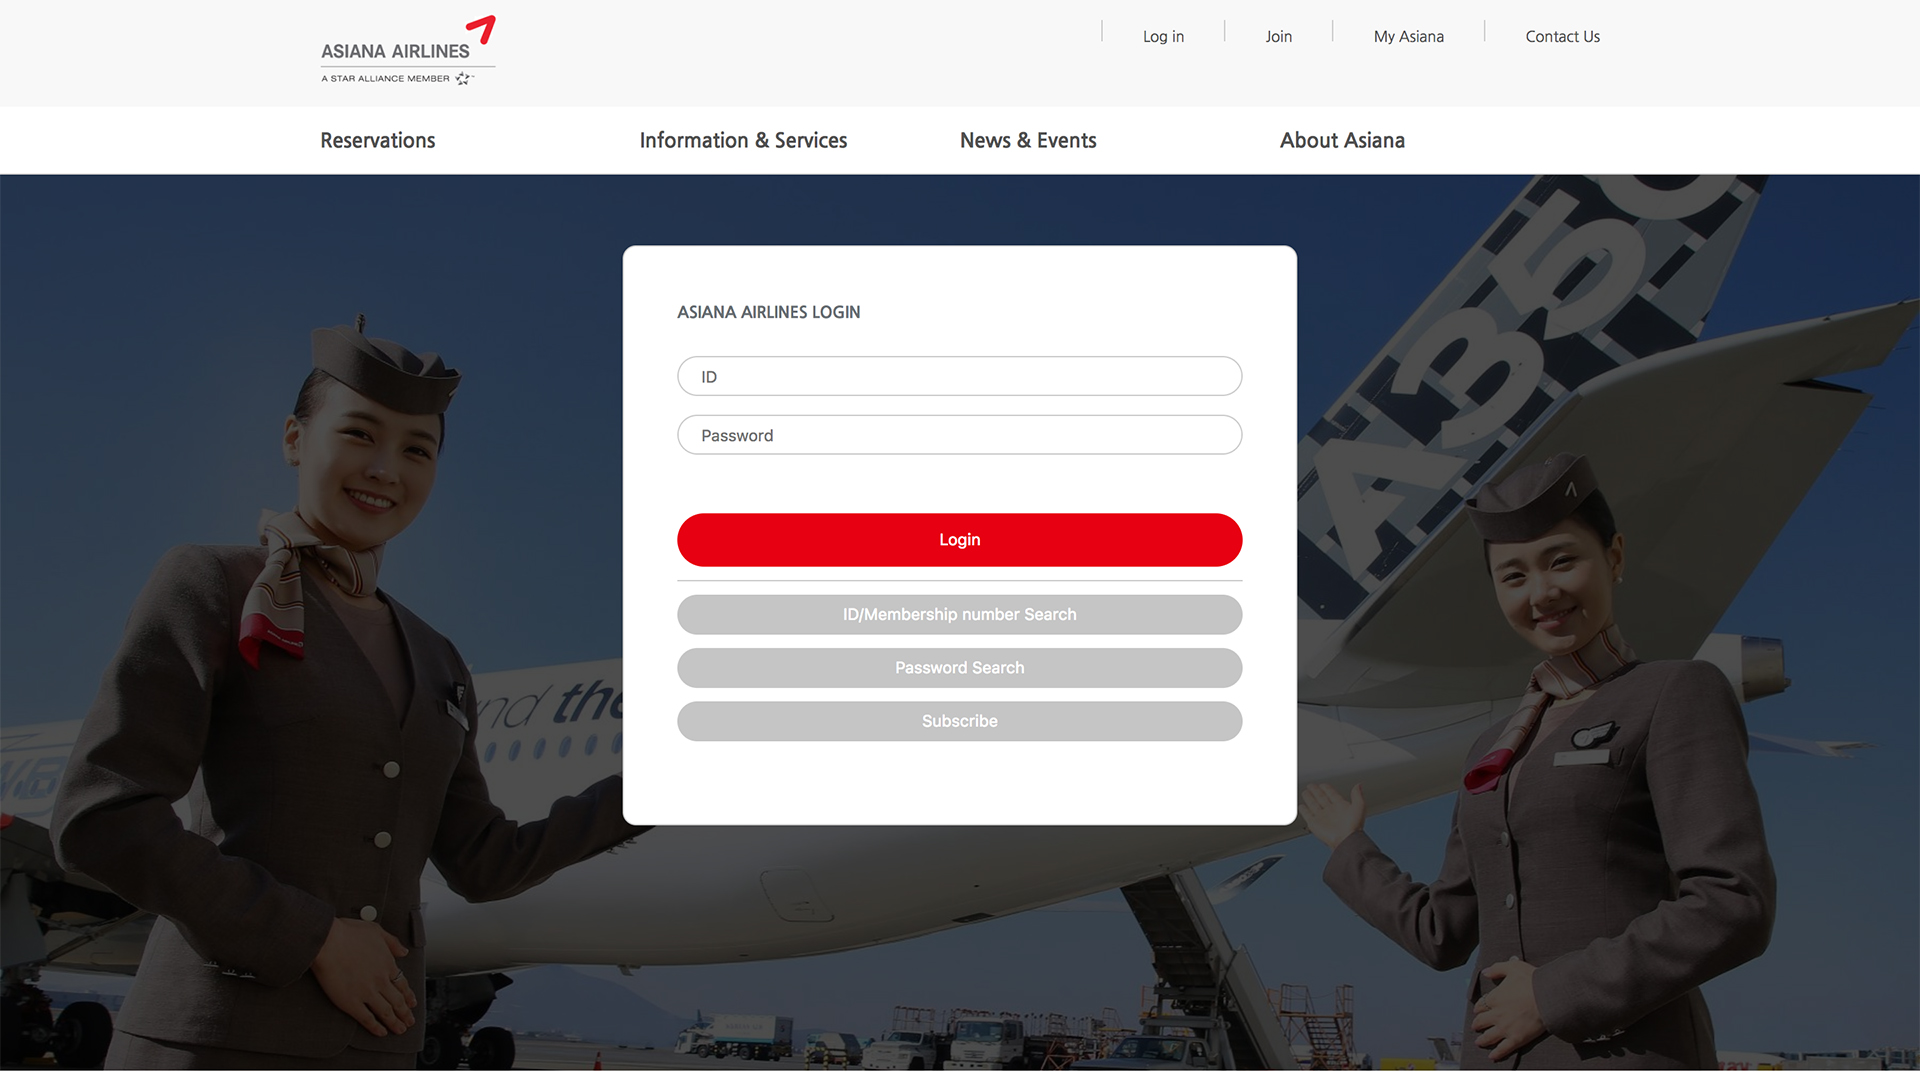 ASIANA AIRLINES
A STAR ALLIANCE MEMBER
Log in
Join
My Asiana
Contact Us
Reservations
Information & Services
News & Events
About Asiana
ASIANA AIRLINES LOGIN
ID
Password
Login
ID/Membership number Search
Password Search
Subscribe
A350
nd the